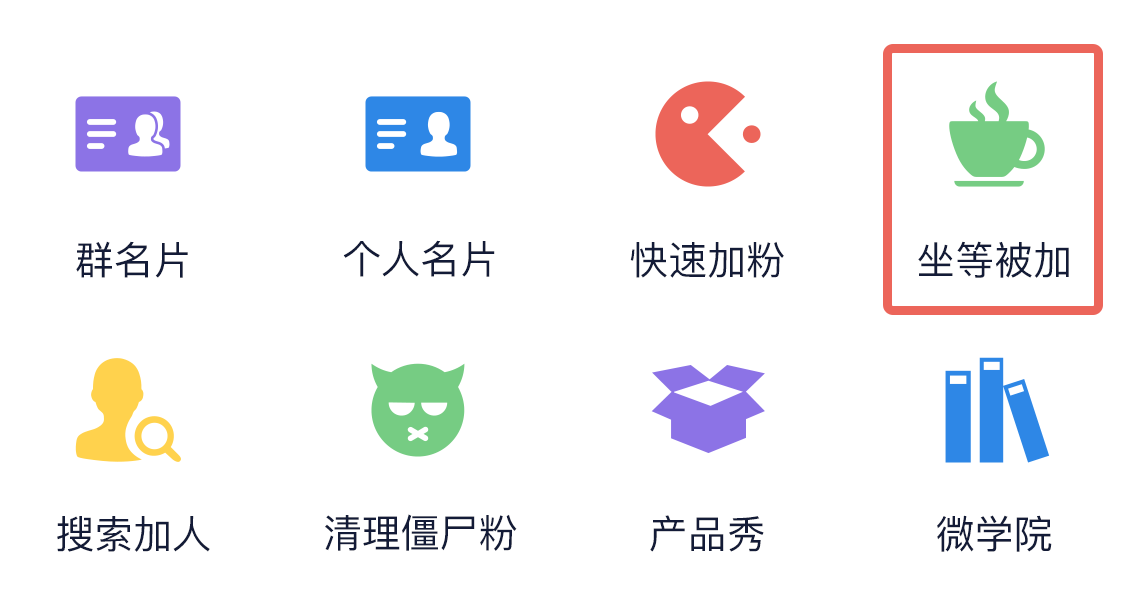 群名片
个人名片
快速加粉
坐等被加
搜索加人
清理僵尸粉
产品秀
微学院